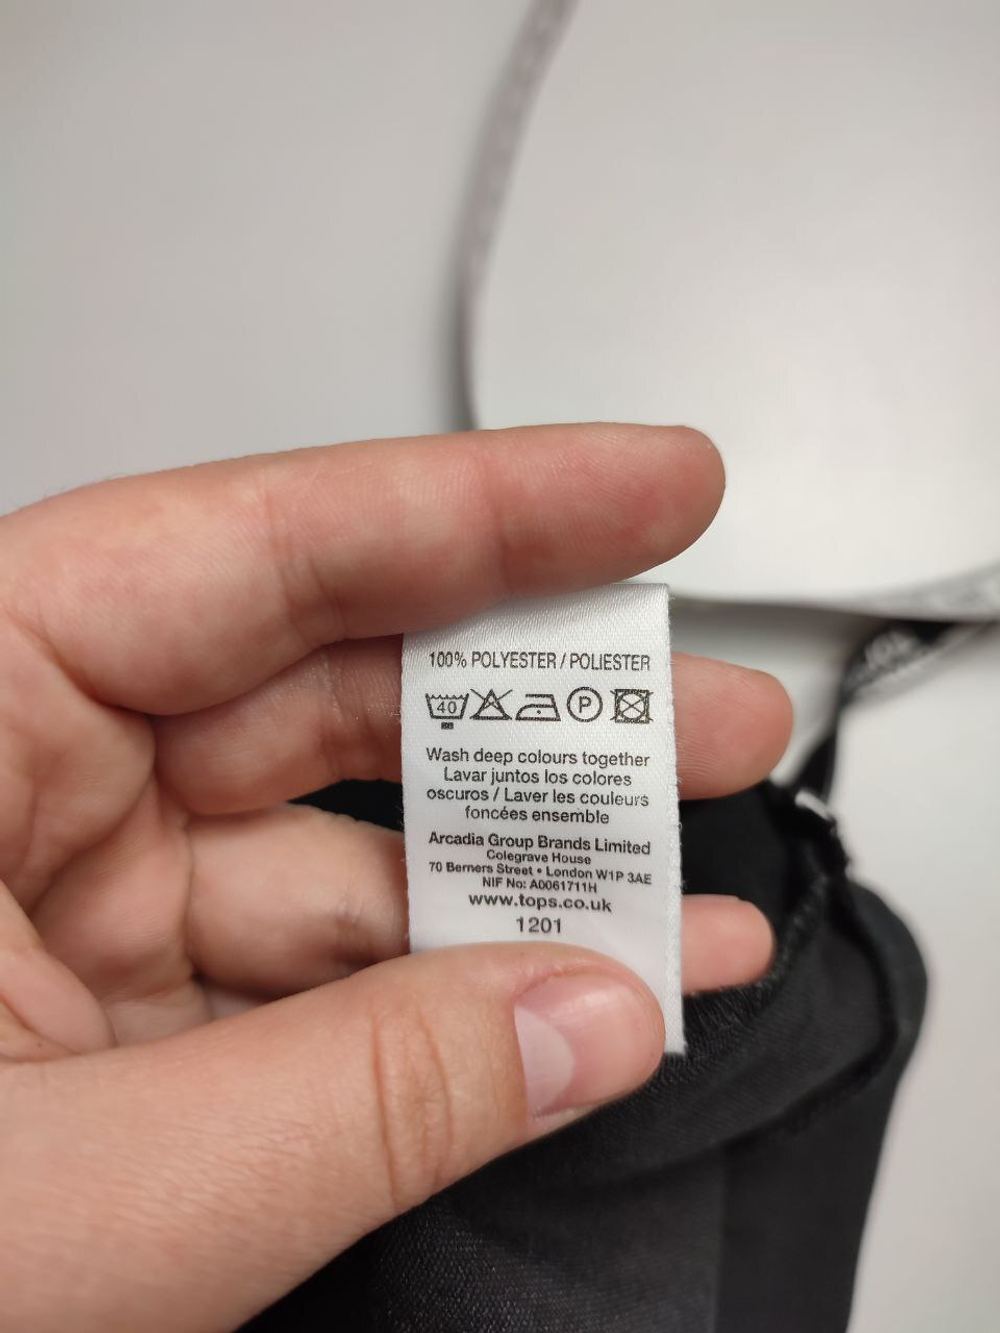 100% POLYESTER / POLIESTER
40 P
Wash deep colours together
Lavar juntos los colores
oscuros / Laver les couleurs
foncées ensemble
Arcadia Group Brands Limited
Colegrave House
70 Berners Street • London W1P 3AE
NIF No: A0061711H
www.tops.co.uk
1201